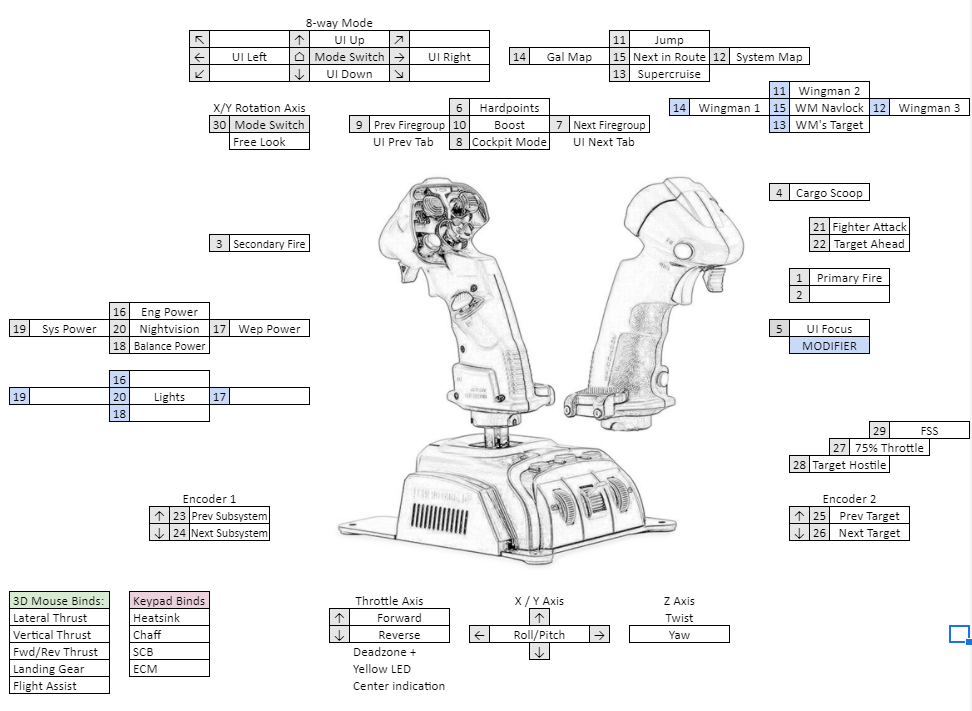 8-way Mode
↖ ↑ UI Up ↗
← UI Left ⌂ Mode Switch → UI Right
↙ ↓ UI Down ↘
11 Jump
14 Gal Map 15 Next in Route 12 System Map
13 Supercruise
11 Wingman 2
14 Wingman 1 15 WM Navlock 12 Wingman 3
13 WM's Target
X/Y Rotation Axis
30 Mode Switch
Free Look
6 Hardpoints
9 Prev Firegroup 10 Boost 7 Next Firegroup
UI Prev Tab 8 Cockpit Mode UI Next Tab
4 Cargo Scoop
21 Fighter Attack
22 Target Ahead
3 Secondary Fire
1 Primary Fire
2
16 Eng Power
19 Sys Power 20 Nightvision 17 Wep Power
18 Balance Power
5 UI Focus
MODIFIER
16
19 20 Lights 17
18
29 FSS
27 75% Throttle
28 Target Hostile
Encoder 1
↑ 23 Prev Subsystem
↓ 24 Next Subsystem
Encoder 2
↑ 25 Prev Target
↓ 26 Next Target
3D Mouse Binds:
Lateral Thrust
Vertical Thrust
Fwd/Rev Thrust
Landing Gear
Flight Assist
Keypad Binds
Heatsink
Chaff
SCB
ECM
Throttle Axis
↑ Forward
↓ Reverse
Deadzone +
Yellow LED
Center indication
X / Y Axis
↑
← Roll/Pitch →
↓
Z Axis
Twist
Yaw